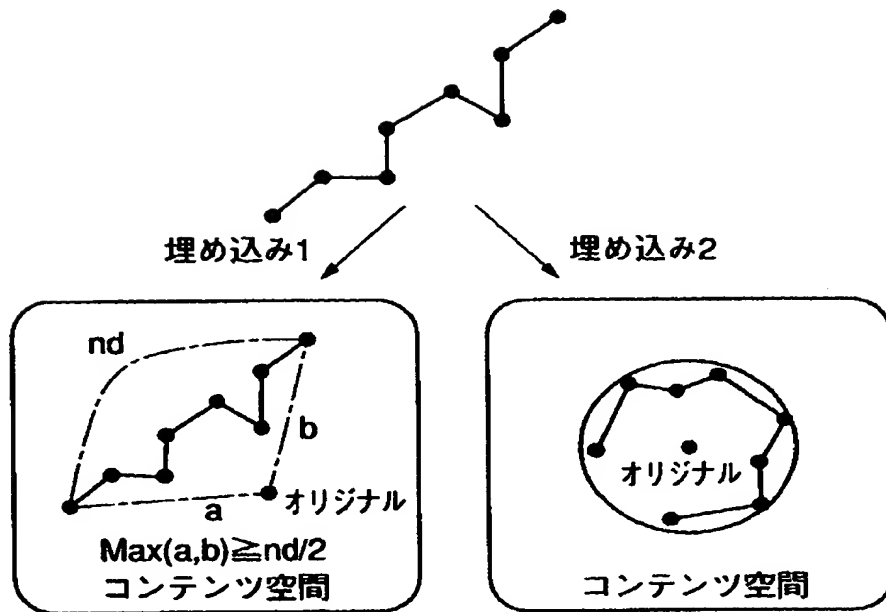 埋め込み1
埋め込み2
nd
b
a
オリジナル
Max(a,b)≧nd/2
コンテンツ空間
オリジナル
コンテンツ空間